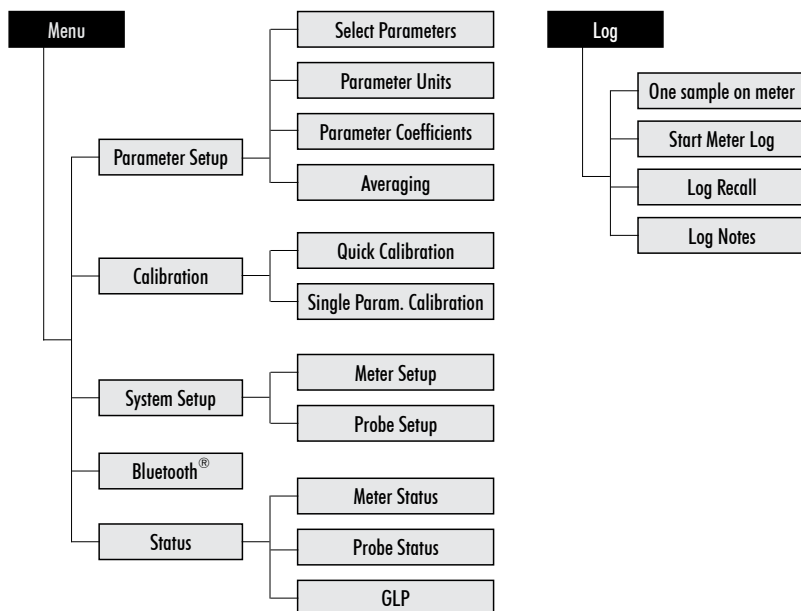 Menu
Parameter Setup
Select Parameters
Parameter Units
Parameter Coefficients
Averaging
Calibration
Quick Calibration
Single Param. Calibration
System Setup
Meter Setup
Probe Setup
Bluetooth®
Status
Meter Status
Probe Status
GLP
Log
One sample on meter
Start Meter Log
Log Recall
Log Notes